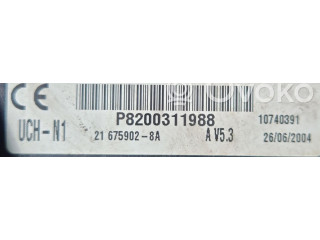 CE
OVOKO
P8200311988
10740391
UCH-N1
21 675902-8A
A V5.3
26/06/2004